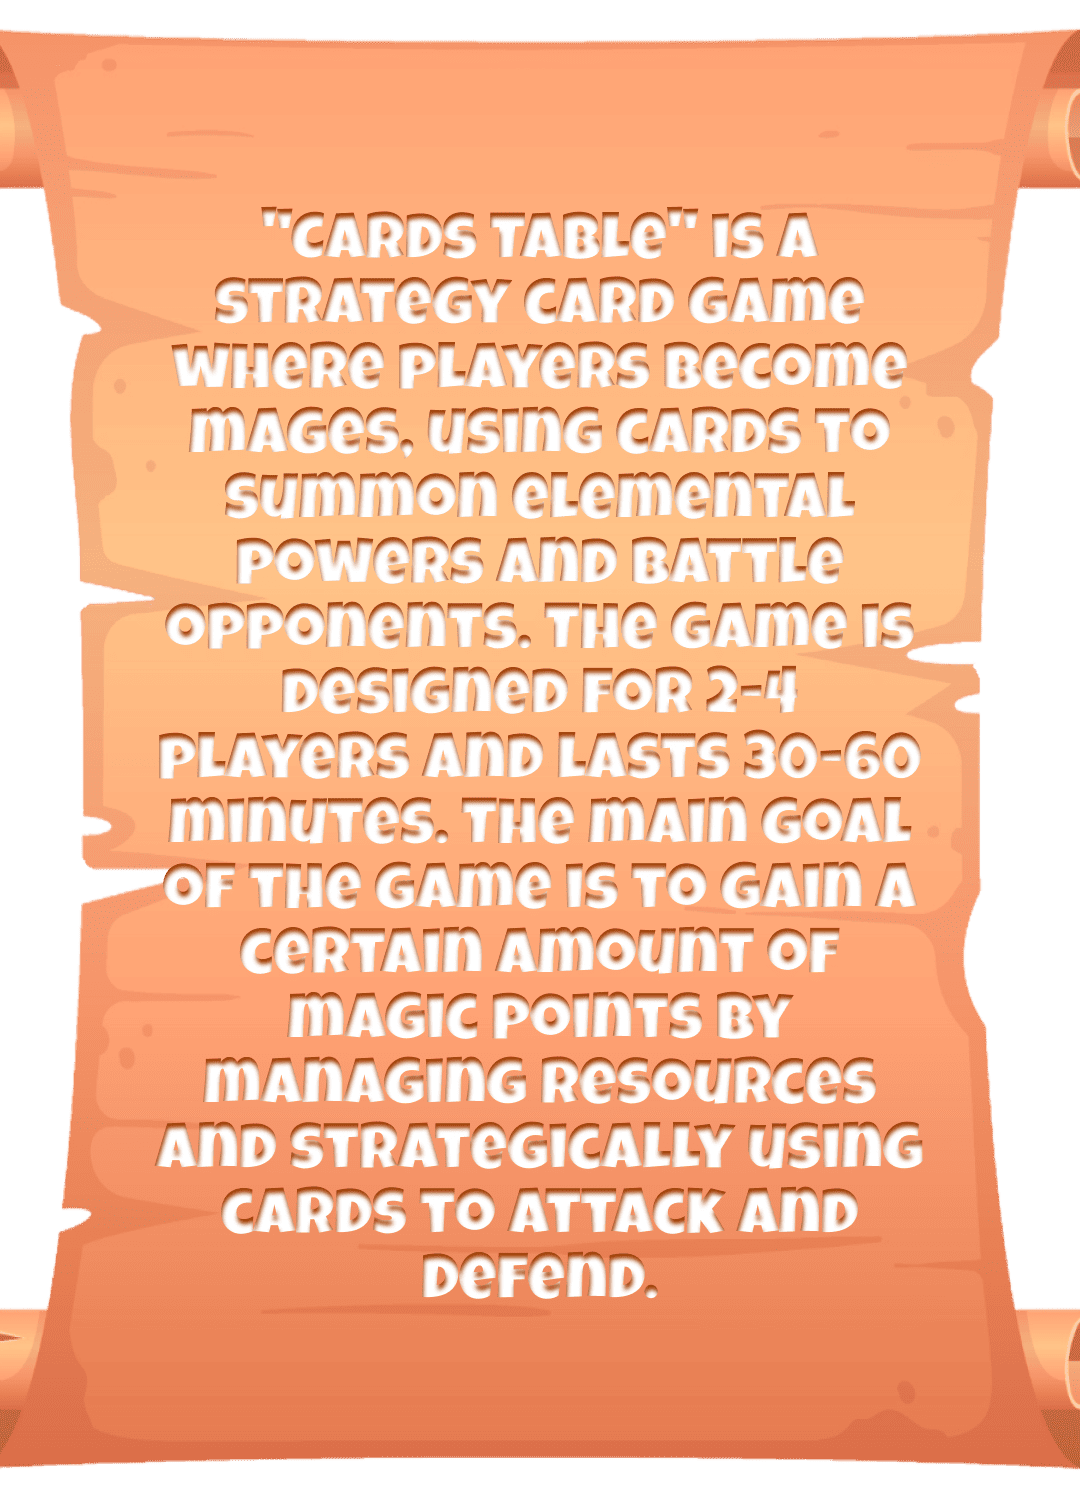 "Cards Table" is a
strategy card game
where players become
mages, using cards to
summon elemental
powers and battle
opponents. The game is
designed for 2-4
players and lasts 30-60
minutes. The main goal
of the game is to gain a
certain amount of
magic points by
managing resources
and strategically using
cards to attack and
defend.